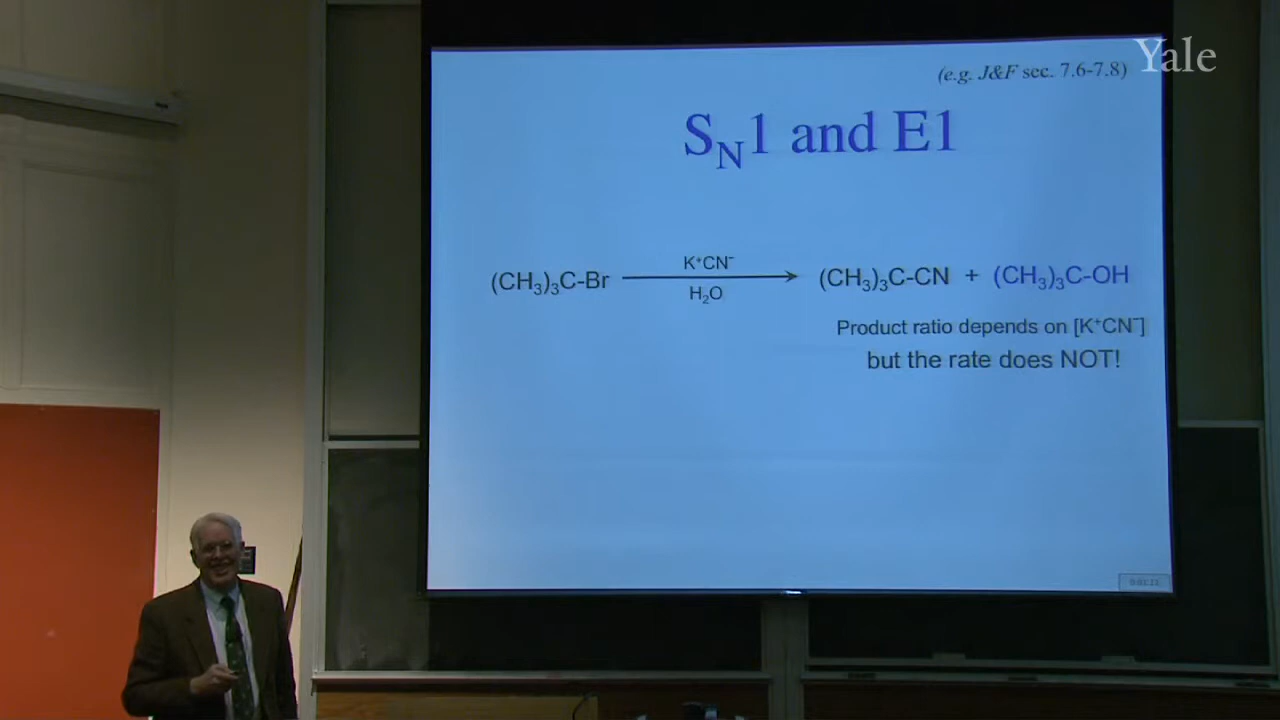 (e.g. J&F sec. 7.6-7.8)
Yale
S_N1 and E1
K⁺CN⁻
(CH₃)₃C-Br
H₂O
(CH₃)₃C-CN + (CH₃)₃C-OH
Product ratio depends on [K⁺CN⁻]
but the rate does NOT!